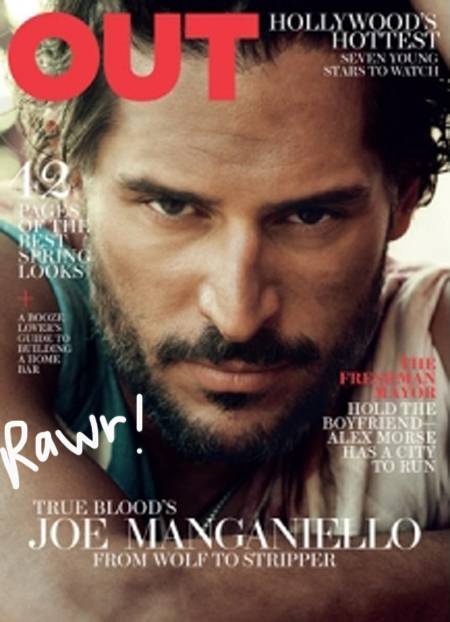 OUT
HOLLYWOOD'S
HOTTEST
SEVEN YOUNG
STARS TO WATCH
42
PAGES
OF THE
BEST
SPRING
LOOKS
+
A BOOZE
LOVER'S
GUIDE TO
BUILDING
A HOME
BAR
THE
FRESHMAN
MAYOR
HOLD THE
BOYFRIEND—
ALEX MORSE
HAS A CITY
TO RUN
Rawr!
TRUE BLOOD'S
JOE MANGANIELLO
FROM WOLF TO STRIPPER